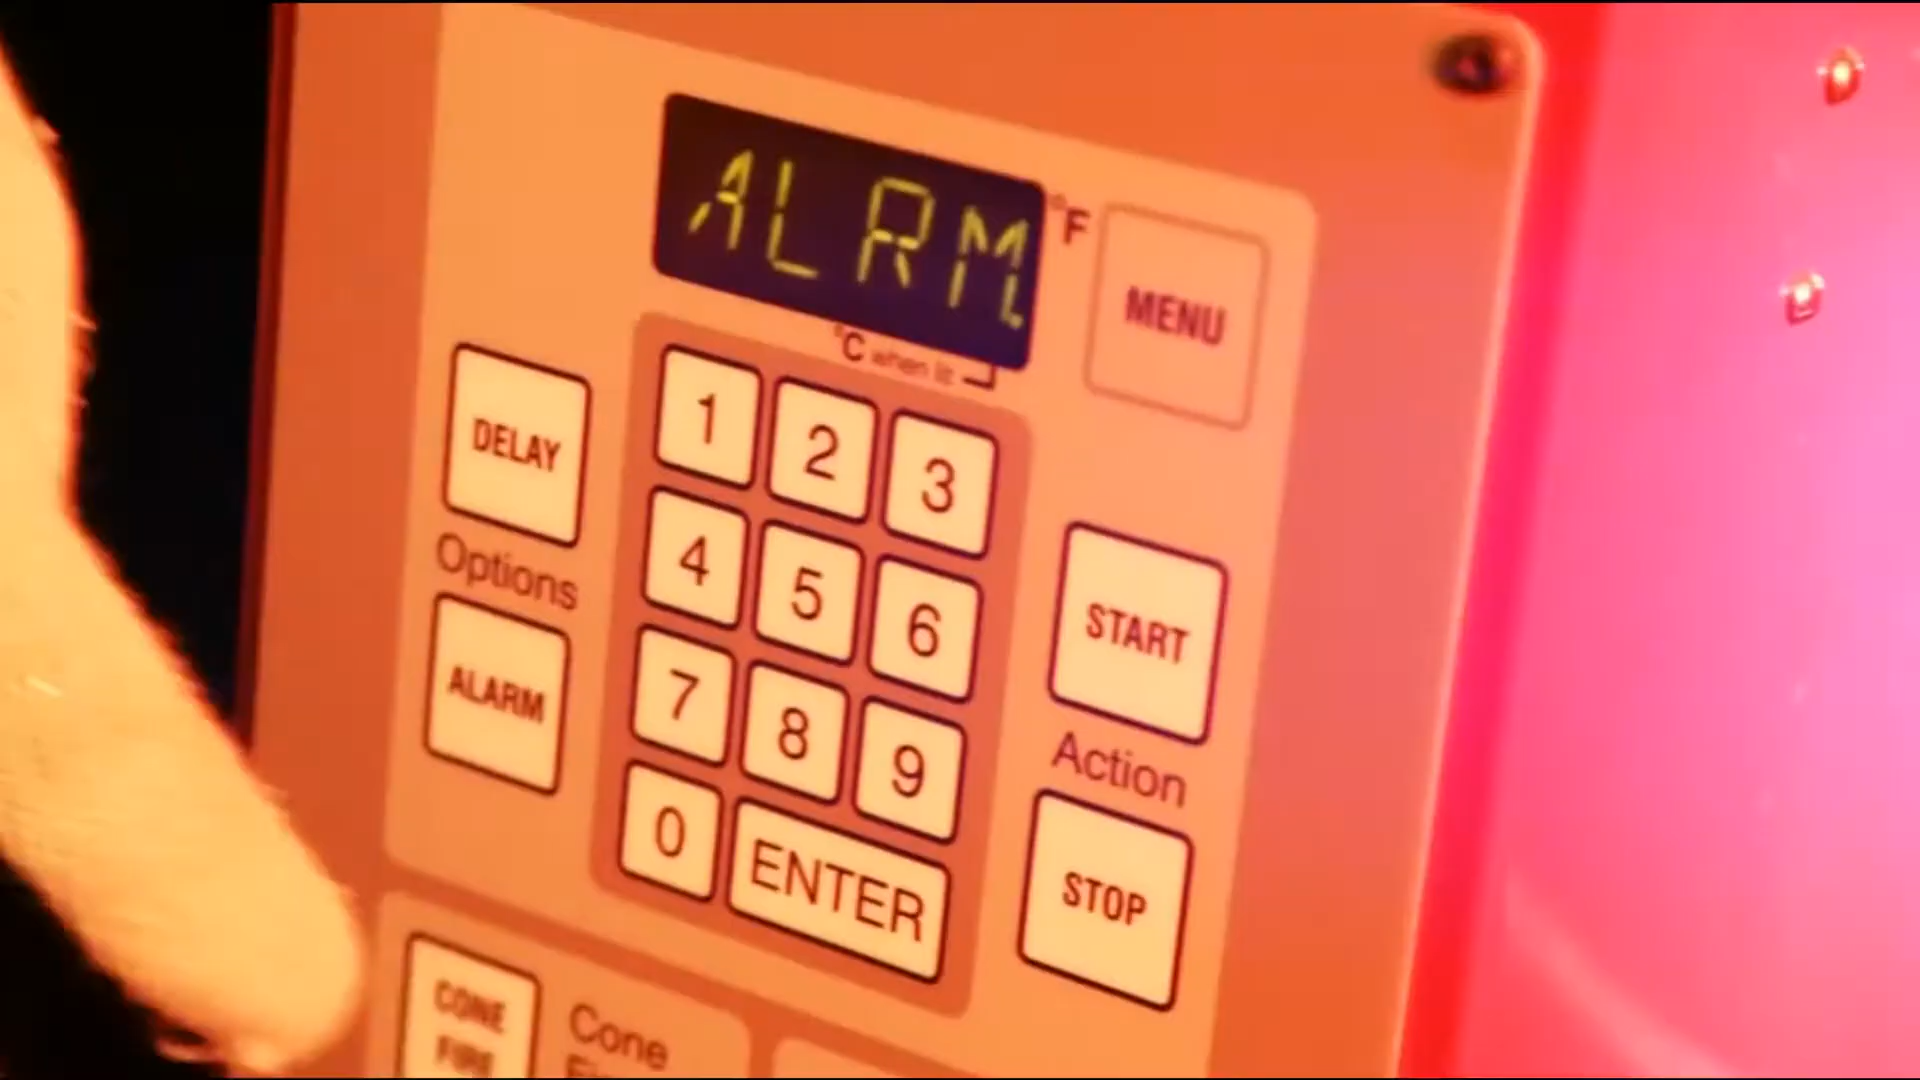 ALRM.
°F
MENU
°C when lit
DELAY
1 2 3
Options
4 5 6
START
ALARM
7 8 9
Action
0 ENTER
STOP
CONE
FIRE
Cone